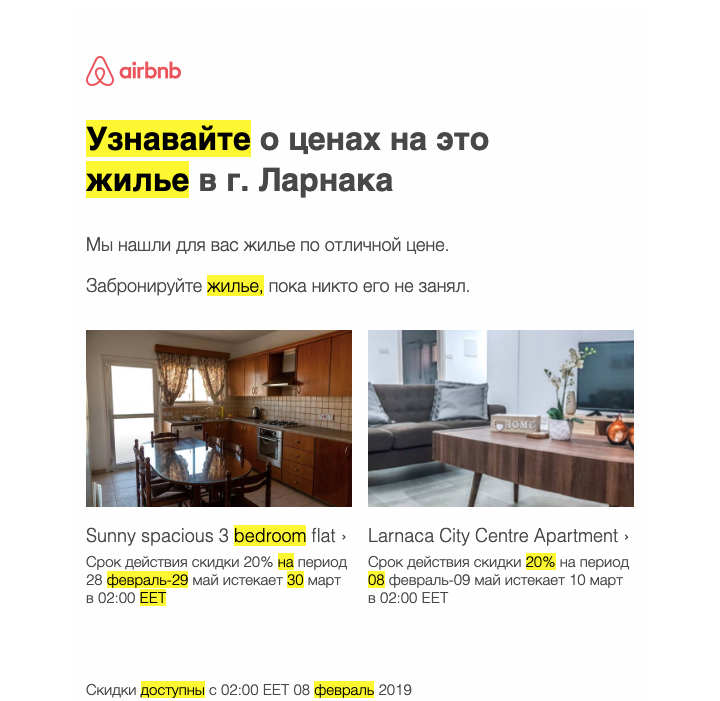 airbnb
Узнавайте о ценах на это
жилье в г. Ларнака
Мы нашли для вас жилье по отличной цене.
Забронируйте жилье, пока никто его не занял.
HOME
Sunny spacious 3 bedroom flat ›
Срок действия скидки 20% на период
28 февраль-29 май истекает 30 март
в 02:00 EET
Larnaca City Centre Apartment ›
Срок действия скидки 20% на период
08 февраль-09 май истекает 10 март
в 02:00 EET
Скидки доступны с 02:00 EET 08 февраль 2019